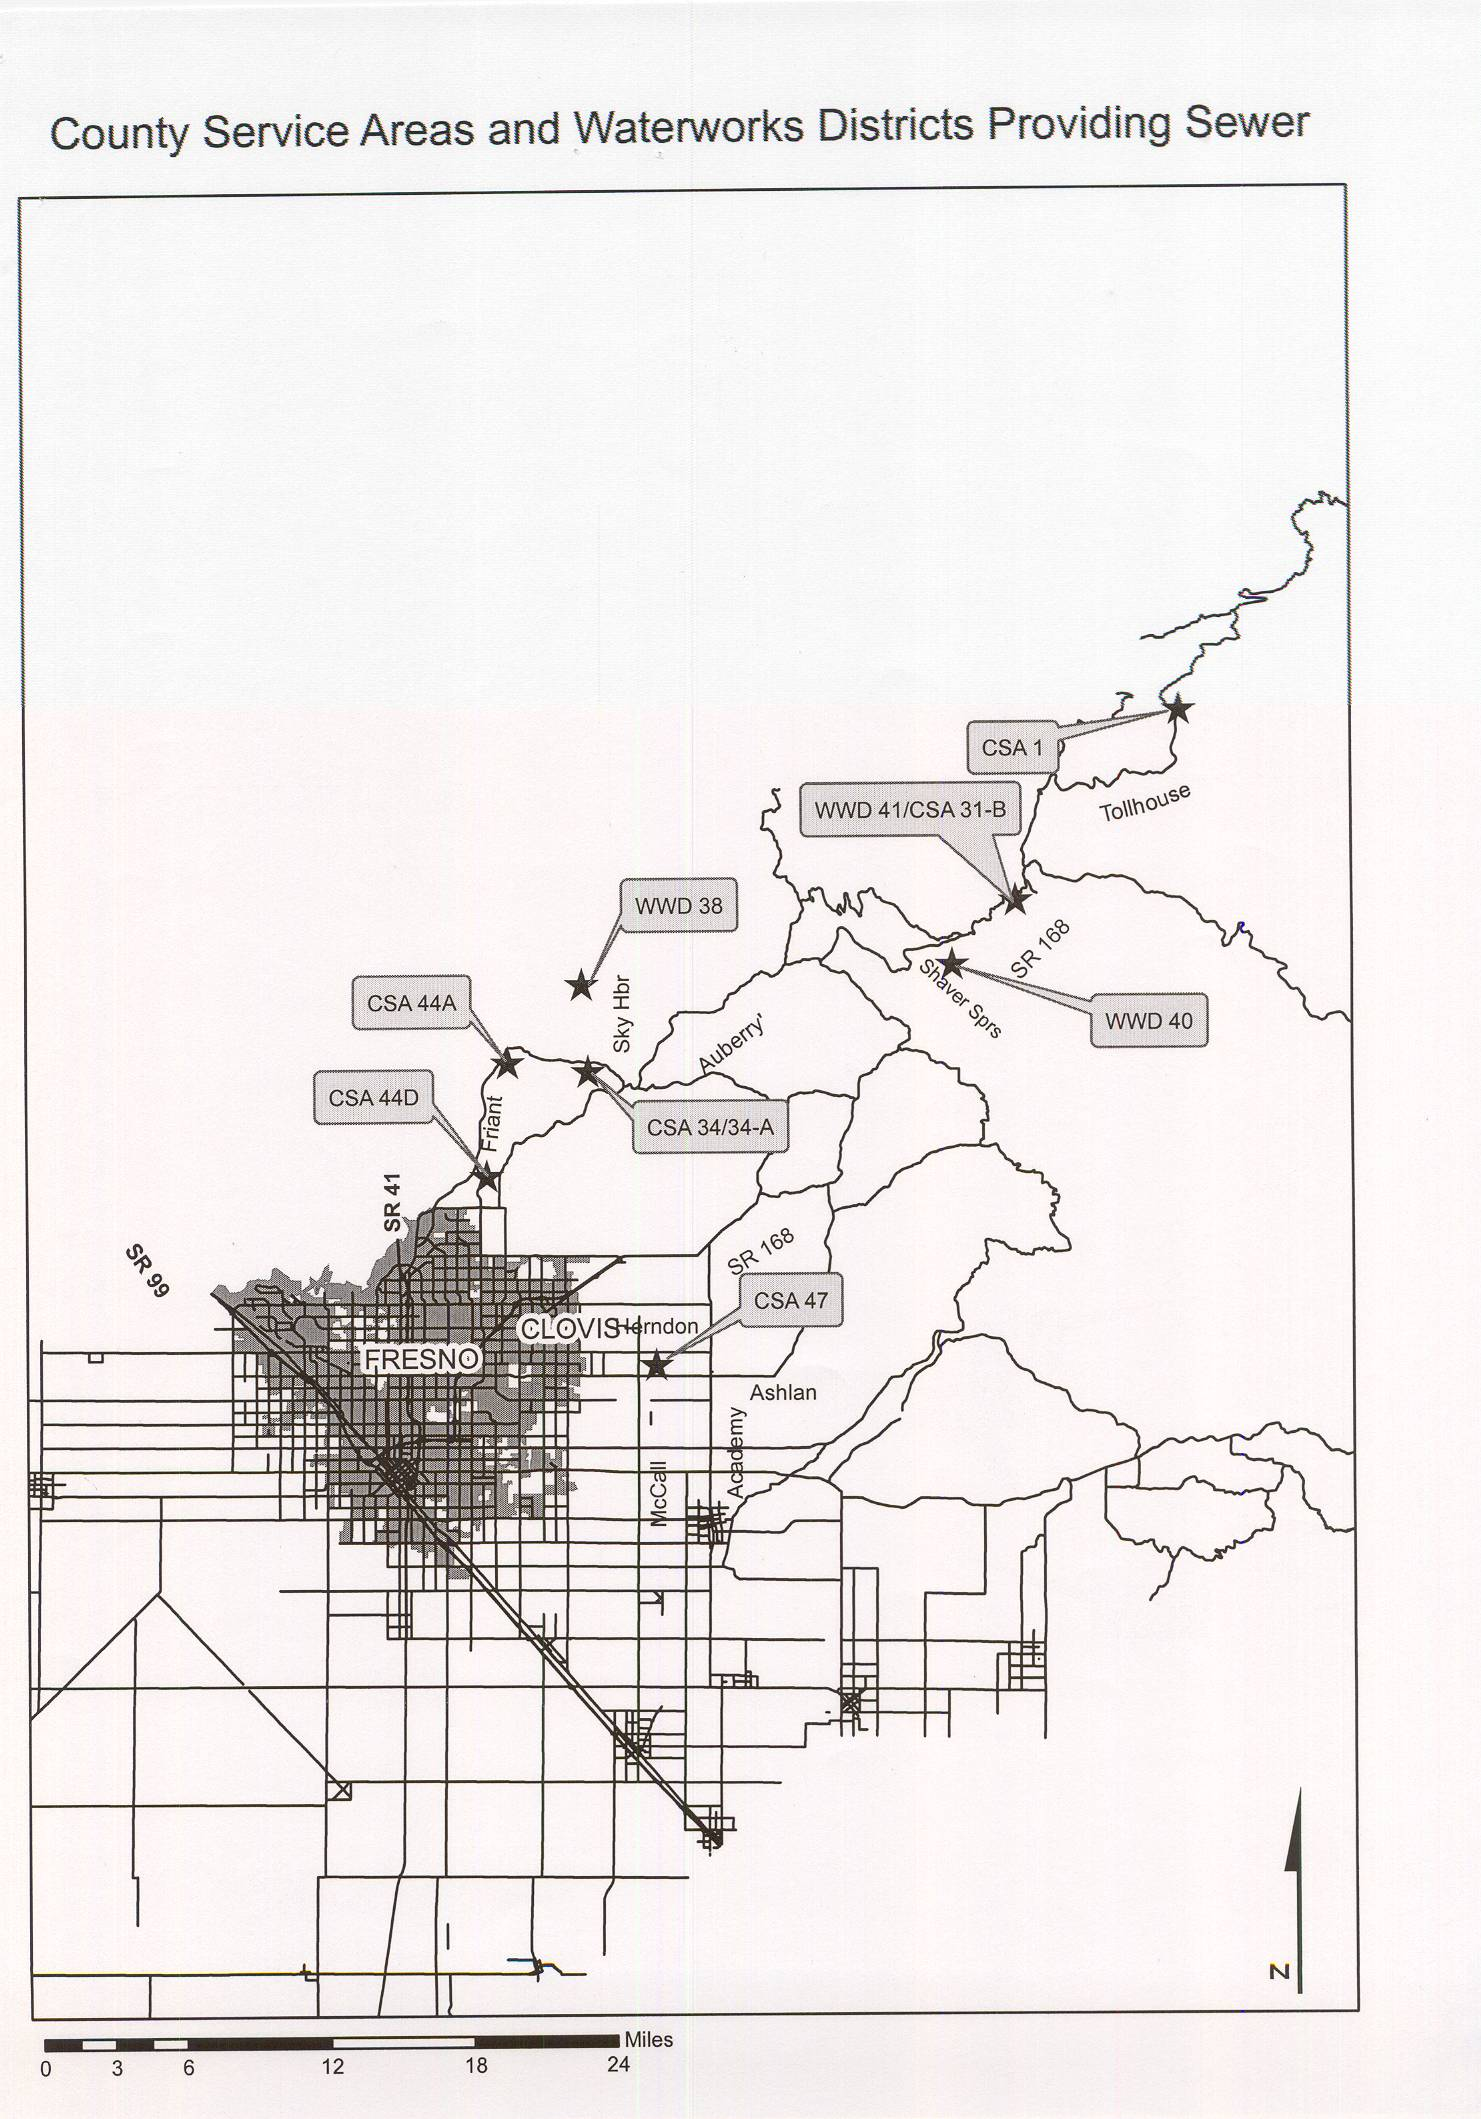 County Service Areas and Waterworks Districts Providing Sewer
CSA 1
Tollhouse
WWD 41/CSA 31-B
WWD 38
SR 168
Shaver Sprs
WWD 40
CSA 44A
Sky Hbr
Auberry'
CSA 44D
Friant
CSA 34/34-A
SR 41
SR 99
SR 168
CSA 47
CLOVIS
Herndon
FRESNO
Ashlan
Academy
McCall
N
Miles
0 3 6 12 18 24